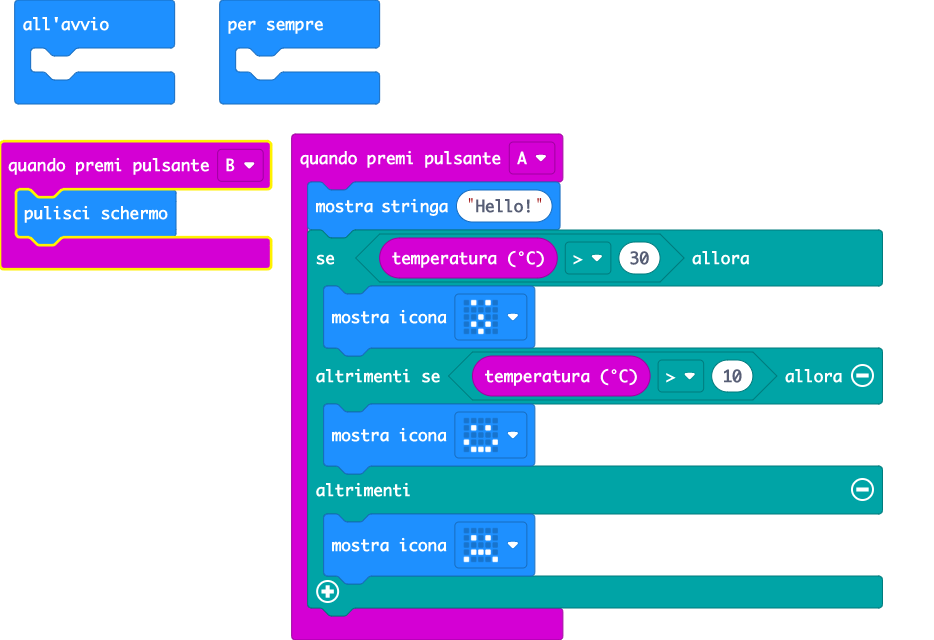 all'avvio
per sempre
quando premi pulsante B
pulisci schermo
quando premi pulsante A
mostra stringa "Hello!"
se temperatura (°C) > 30 allora
mostra icona
altrimenti se temperatura (°C) > 10 allora
mostra icona
altrimenti
mostra icona